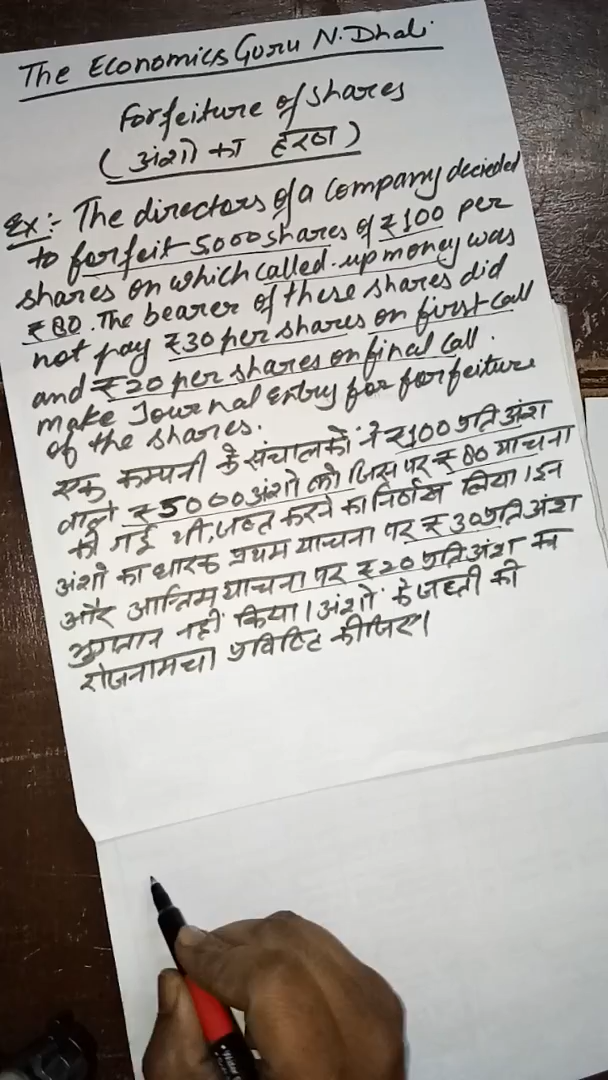 The Economics Guru N. Dhali
Forfeiture of shares
(अंशो का हरण)
Ex:- The directors of a company decided
to forfeit 5000 shares of ₹100 per
shares on which called-up money was
₹80. The bearer of these shares did
not pay ₹30 per shares on first call
and ₹20 per shares on final call.
make Journal Entry for forfeiture
of the shares.
एक कम्पनी के संचालकों ने ₹100 प्रति अंश
वाले ₹5000 अंशो को जिस पर ₹80 याचना
की गई थी, जब्त करने का निर्णय लिया। इन
अंशों का धारक प्रथम याचना पर ₹30 प्रति अंश
और अन्तिम याचना पर ₹20 प्रति अंश का
भुगतान नहीं किया। अंशों के जब्ती की
रोजनामचा प्रविष्टि कीजिए।